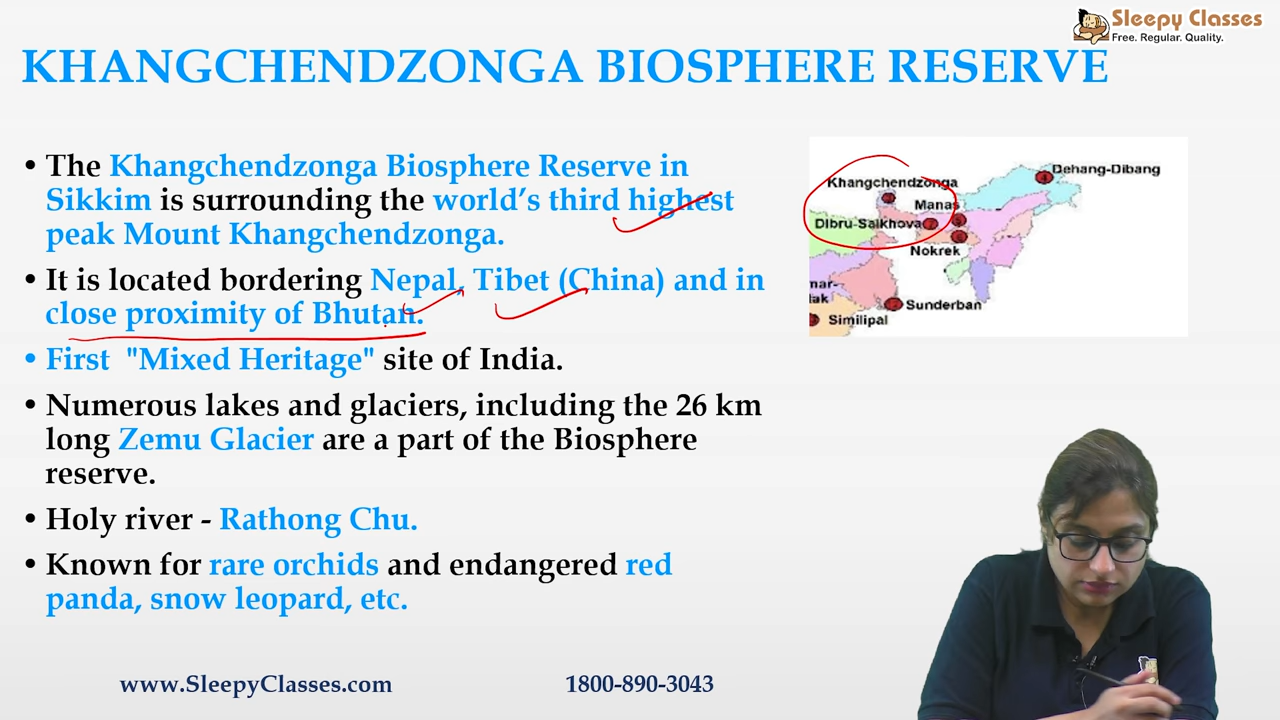 Sleepy Classes
Free. Regular. Quality.
KHANGCHENDZONGA BIOSPHERE RESERVE
• The Khangchendzonga Biosphere Reserve in
Sikkim is surrounding the world’s third highest
peak Mount Khangchendzonga.
• It is located bordering Nepal, Tibet (China) and in
close proximity of Bhutan.
• First "Mixed Heritage" site of India.
• Numerous lakes and glaciers, including the 26 km
long Zemu Glacier are a part of the Biosphere
reserve.
• Holy river - Rathong Chu.
• Known for rare orchids and endangered red
panda, snow leopard, etc.
Dehang-Dibang
Khangchendzonga
Manas
Dibru-Saikhova
Nokrek
Sunderban
Similipal
www.SleepyClasses.com
1800-890-3043